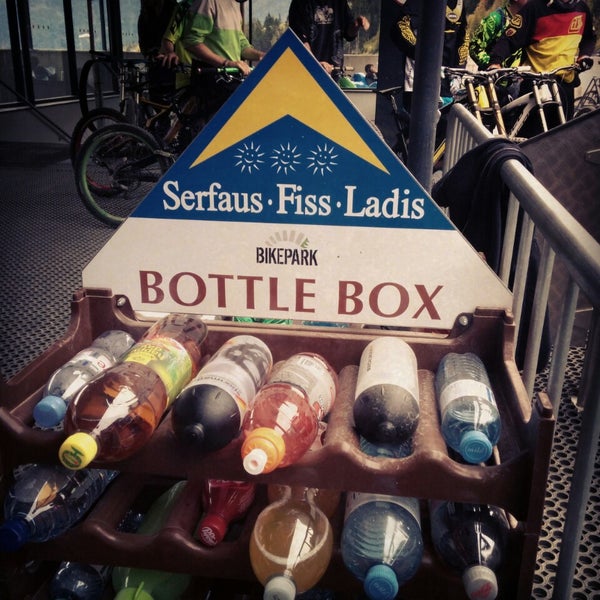 Serfaus · Fiss · Ladis
BIKEPARK
BOTTLE BOX